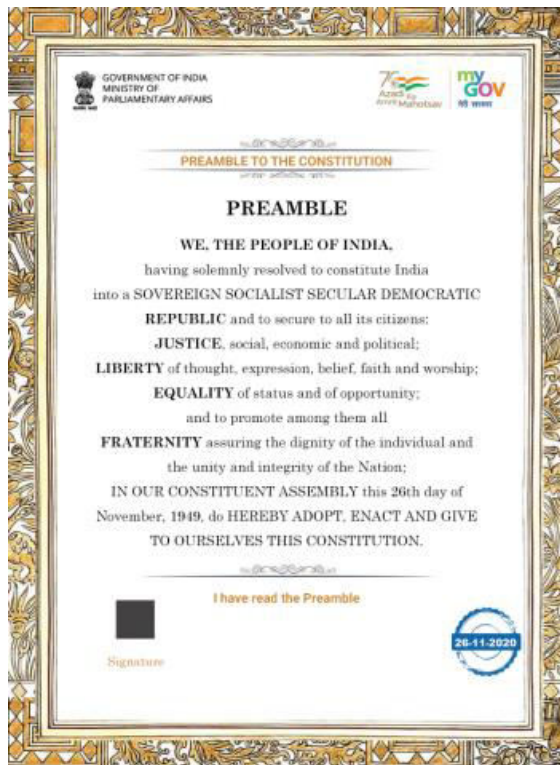 GOVERNMENT OF INDIA
MINISTRY OF
PARLIAMENTARY AFFAIRS
Azadi Ka
Amrit Mahotsav
my
GOV
मेरी सरकार
PREAMBLE TO THE CONSTITUTION
PREAMBLE
WE, THE PEOPLE OF INDIA,
having solemnly resolved to constitute India
into a SOVEREIGN SOCIALIST SECULAR DEMOCRATIC
REPUBLIC and to secure to all its citizens:
JUSTICE, social, economic and political;
LIBERTY of thought, expression, belief, faith and worship;
EQUALITY of status and of opportunity;
and to promote among them all
FRATERNITY assuring the dignity of the individual and
the unity and integrity of the Nation;
IN OUR CONSTITUENT ASSEMBLY this 26th day of
November, 1949, do HEREBY ADOPT, ENACT AND GIVE
TO OURSELVES THIS CONSTITUTION.
I have read the Preamble
26-11-2020
Signature